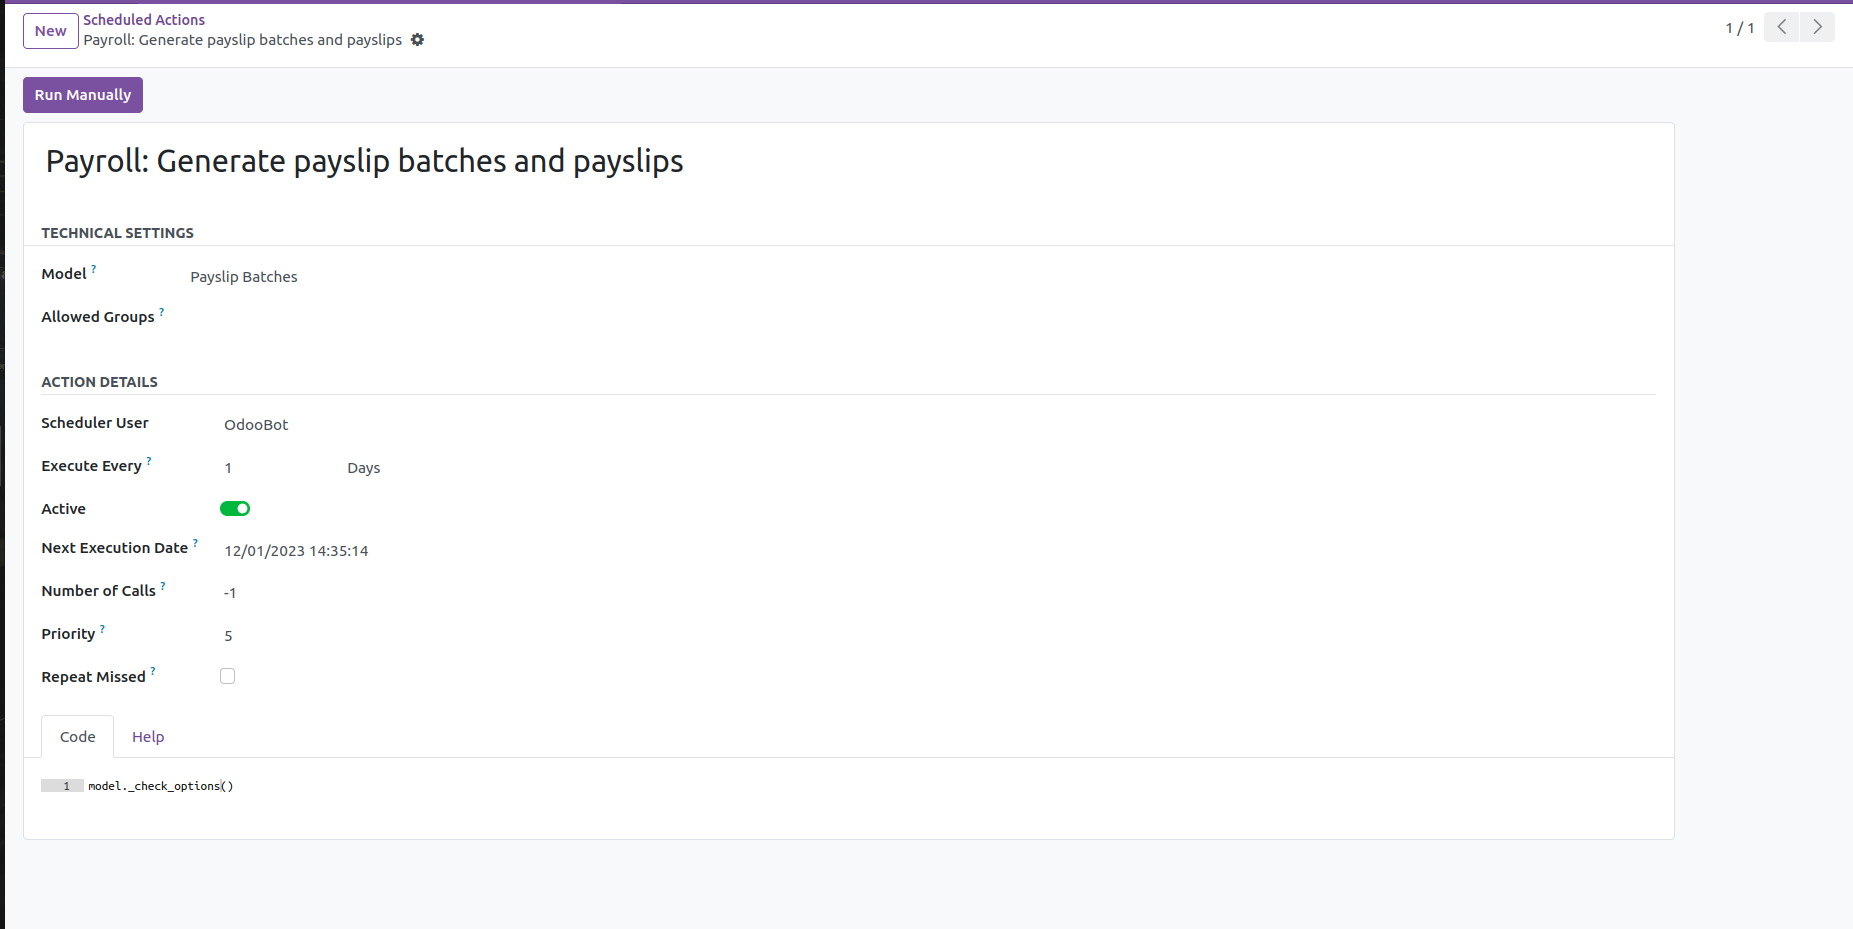 New
Scheduled Actions
Payroll: Generate payslip batches and payslips
1 / 1
Run Manually
Payroll: Generate payslip batches and payslips
TECHNICAL SETTINGS
Model ?
Payslip Batches
Allowed Groups ?
ACTION DETAILS
Scheduler User
OdooBot
Execute Every ?
1 Days
Active
Next Execution Date ?
12/01/2023 14:35:14
Number of Calls ?
-1
Priority ?
5
Repeat Missed ?
Code Help
1 model._check_options()